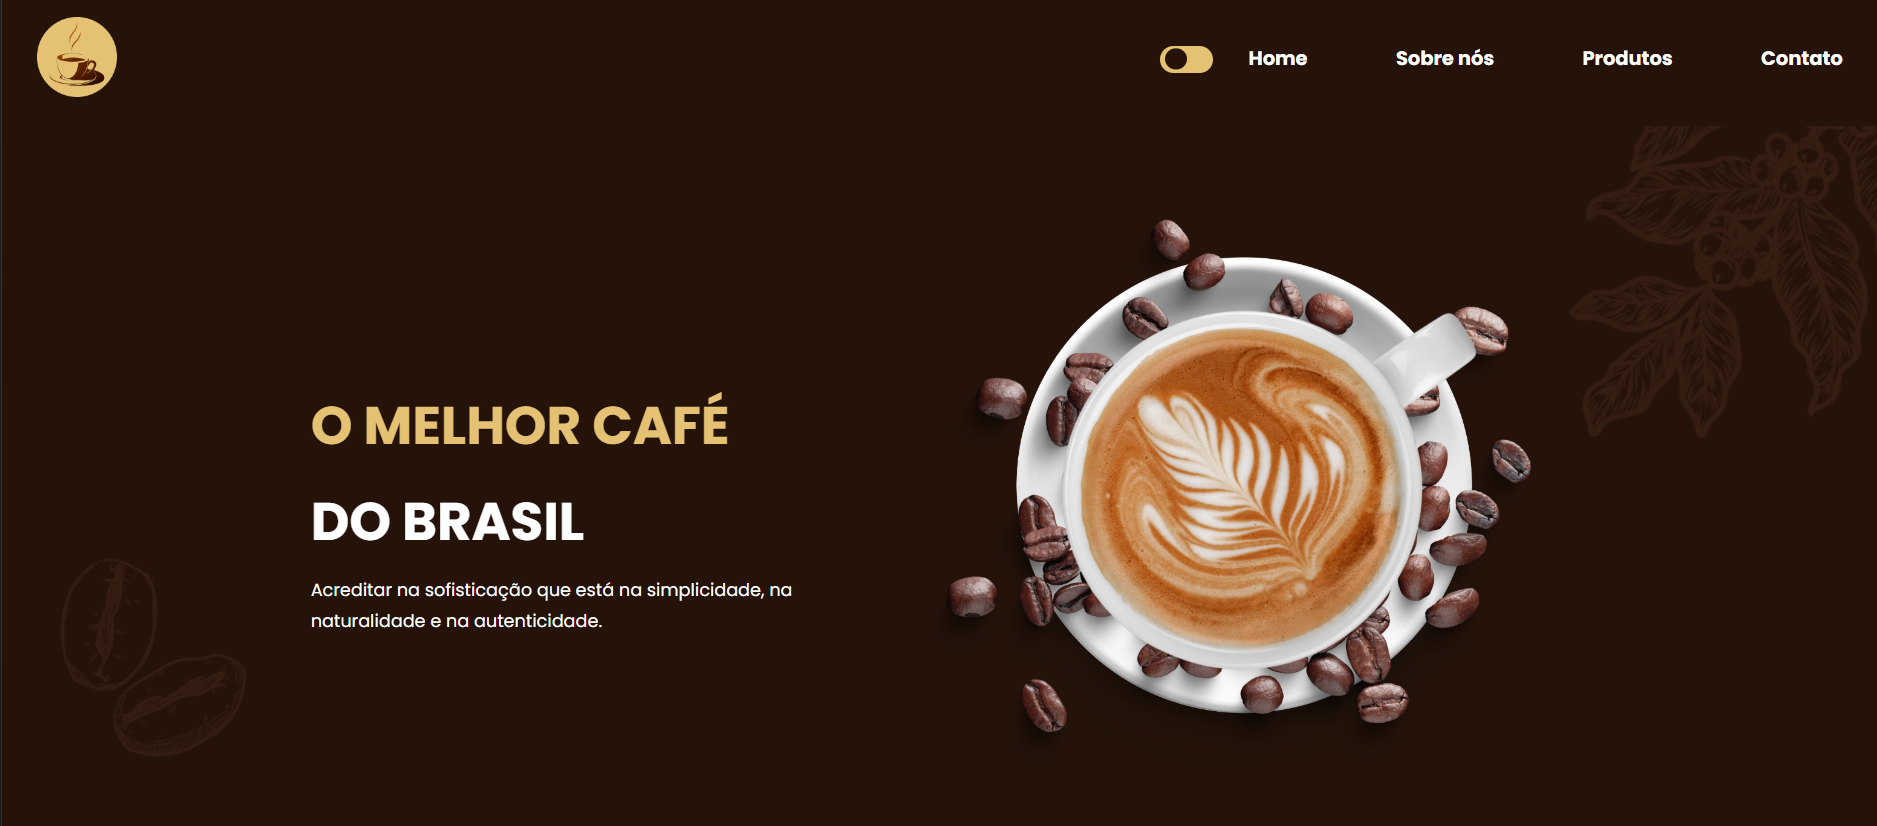 Home Sobre nós Produtos Contato
O MELHOR CAFÉ
DO BRASIL
Acreditar na sofisticação que está na simplicidade, na
naturalidade e na autenticidade.